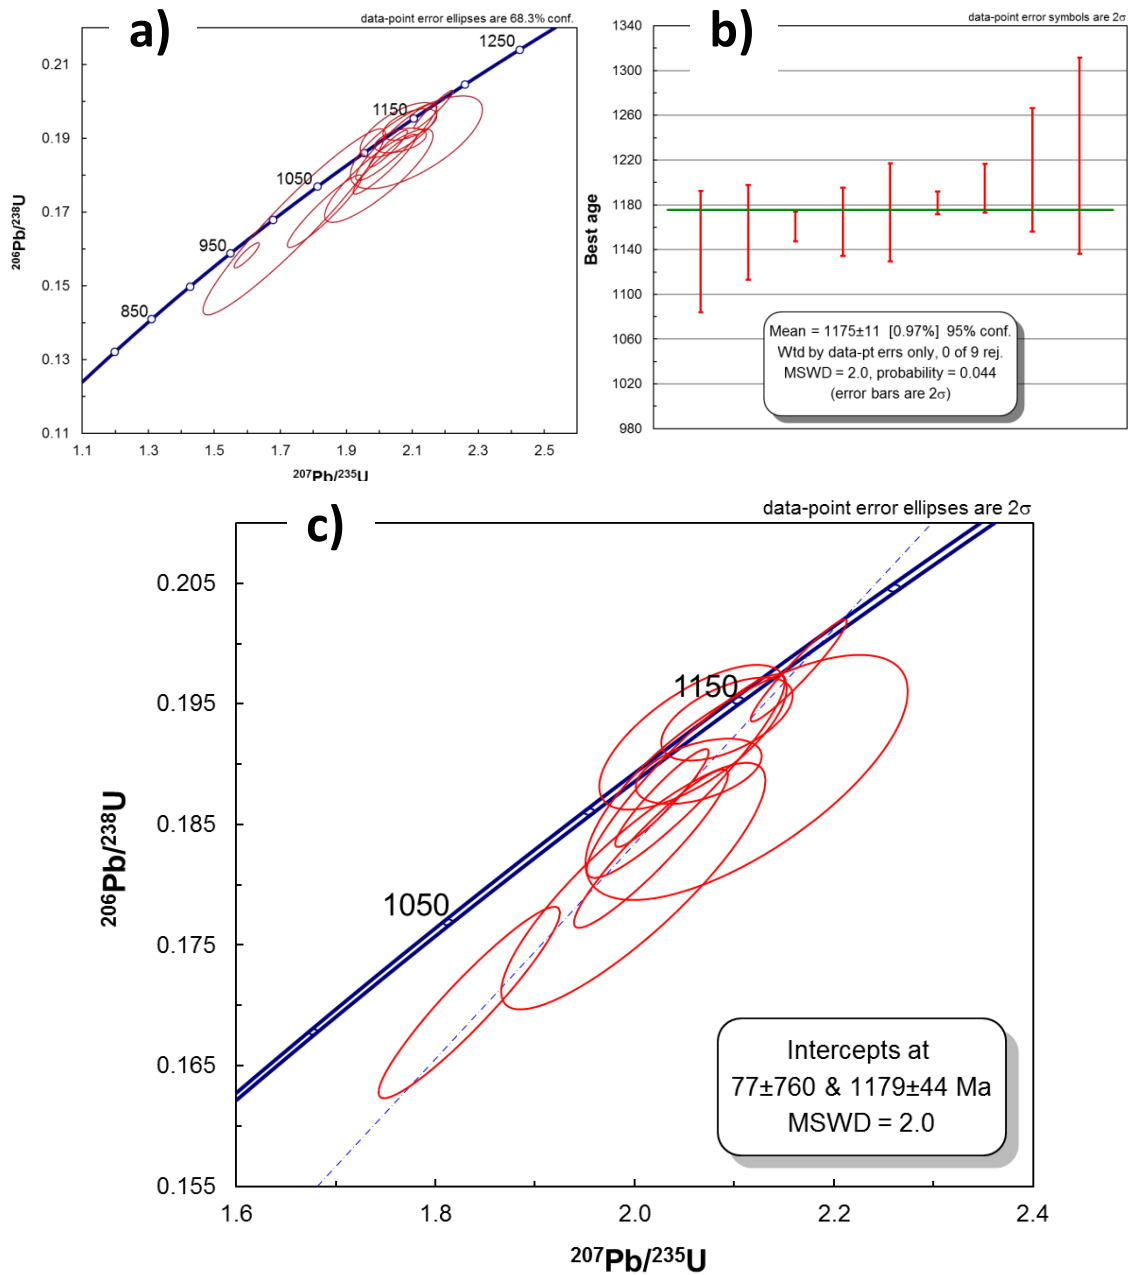 data-point error ellipses are 68.3% conf.
a)
1250
1150
1050
950
850
0.21
0.19
0.17
0.15
0.13
0.11
1.1 1.3 1.5 1.7 1.9 2.1 2.3 2.5
206Pb/238U
207Pb/235U
data-point error symbols are 2σ
b)
1340
1300
1260
1220
1180
1140
1100
1060
1020
980
Best age
Mean = 1175±11 [0.97%] 95% conf.
Wtd by data-pt errs only, 0 of 9 rej.
MSWD = 2.0, probability = 0.044
(error bars are 2σ)
data-point error ellipses are 2σ
c)
0.205
0.195
0.185
0.175
0.165
0.155
1150
1050
206Pb/238U
Intercepts at
77±760 & 1179±44 Ma
MSWD = 2.0
1.6 1.8 2.0 2.2 2.4
207Pb/235U